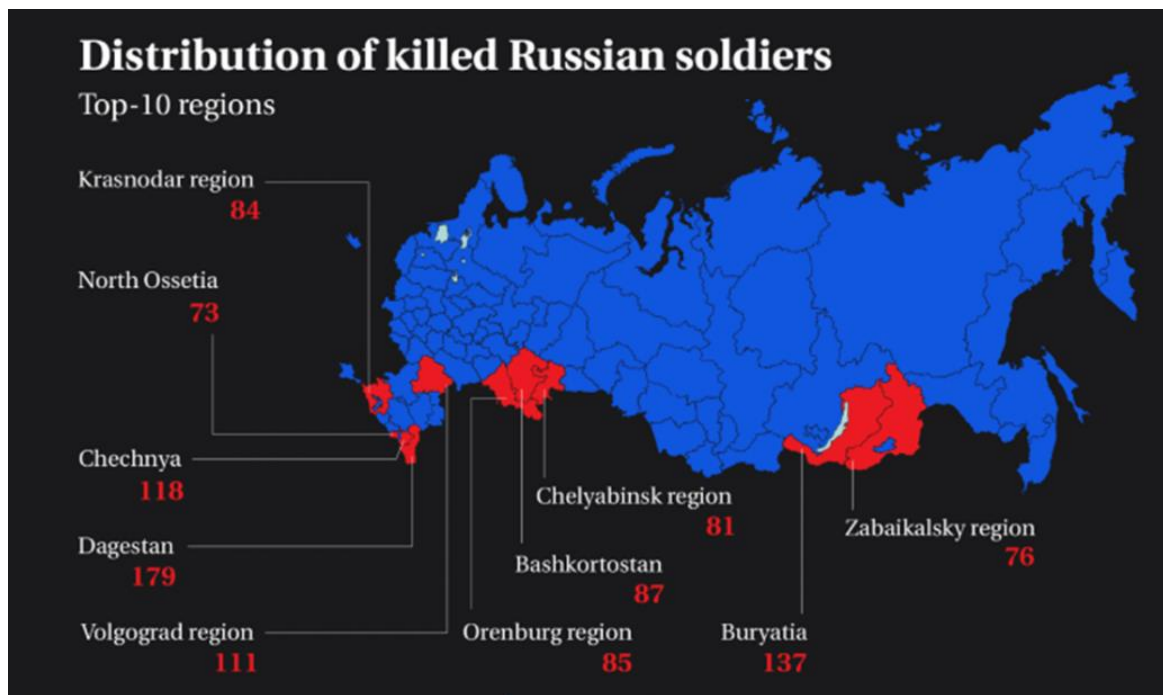 Distribution of killed Russian soldiers
Top-10 regions
Krasnodar region
84
North Ossetia
73
Chechnya
118
Dagestan
179
Volgograd region
111
Orenburg region
85
Bashkortostan
87
Chelyabinsk region
81
Buryatia
137
Zabaikalsky region
76